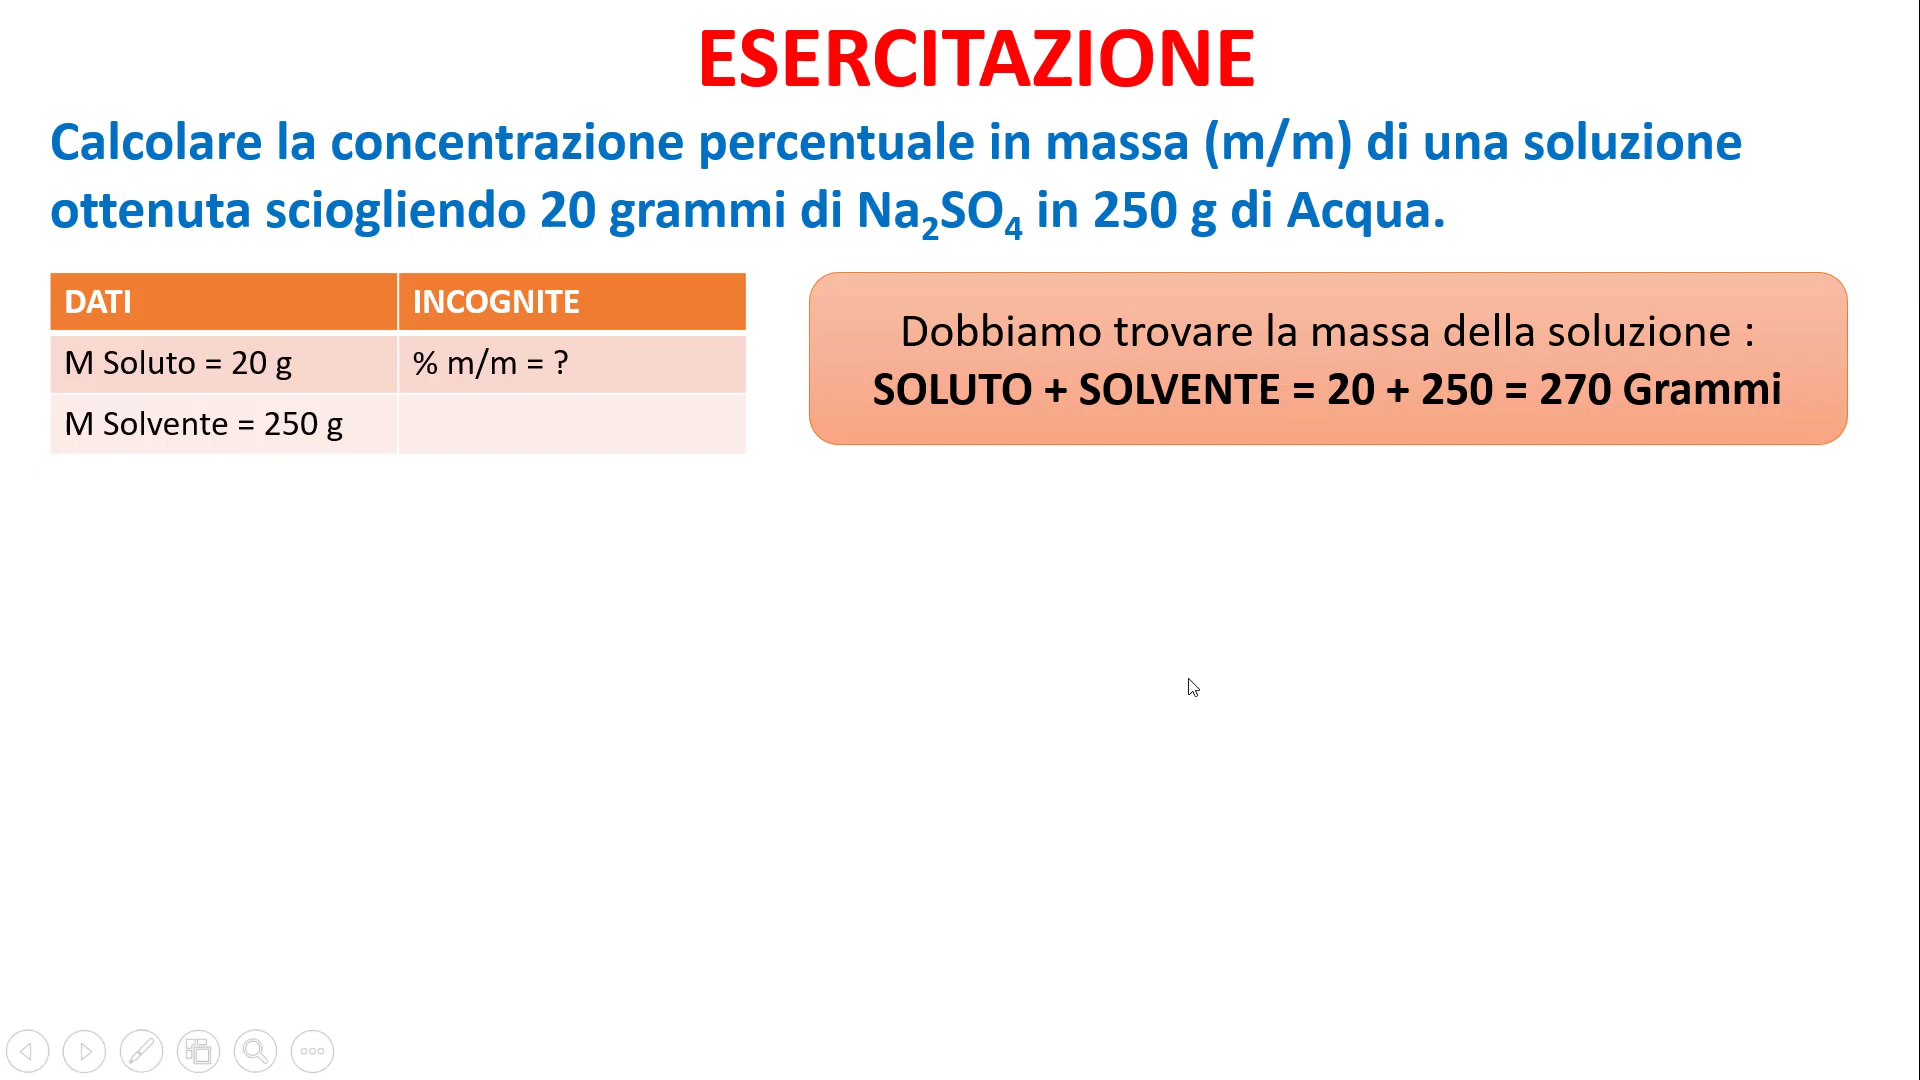 ESERCITAZIONE
Calcolare la concentrazione percentuale in massa (m/m) di una soluzione
ottenuta sciogliendo 20 grammi di Na₂SO₄ in 250 g di Acqua.
DATI INCOGNITE
M Soluto = 20 g % m/m = ?
M Solvente = 250 g
Dobbiamo trovare la massa della soluzione :
SOLUTO + SOLVENTE = 20 + 250 = 270 Grammi